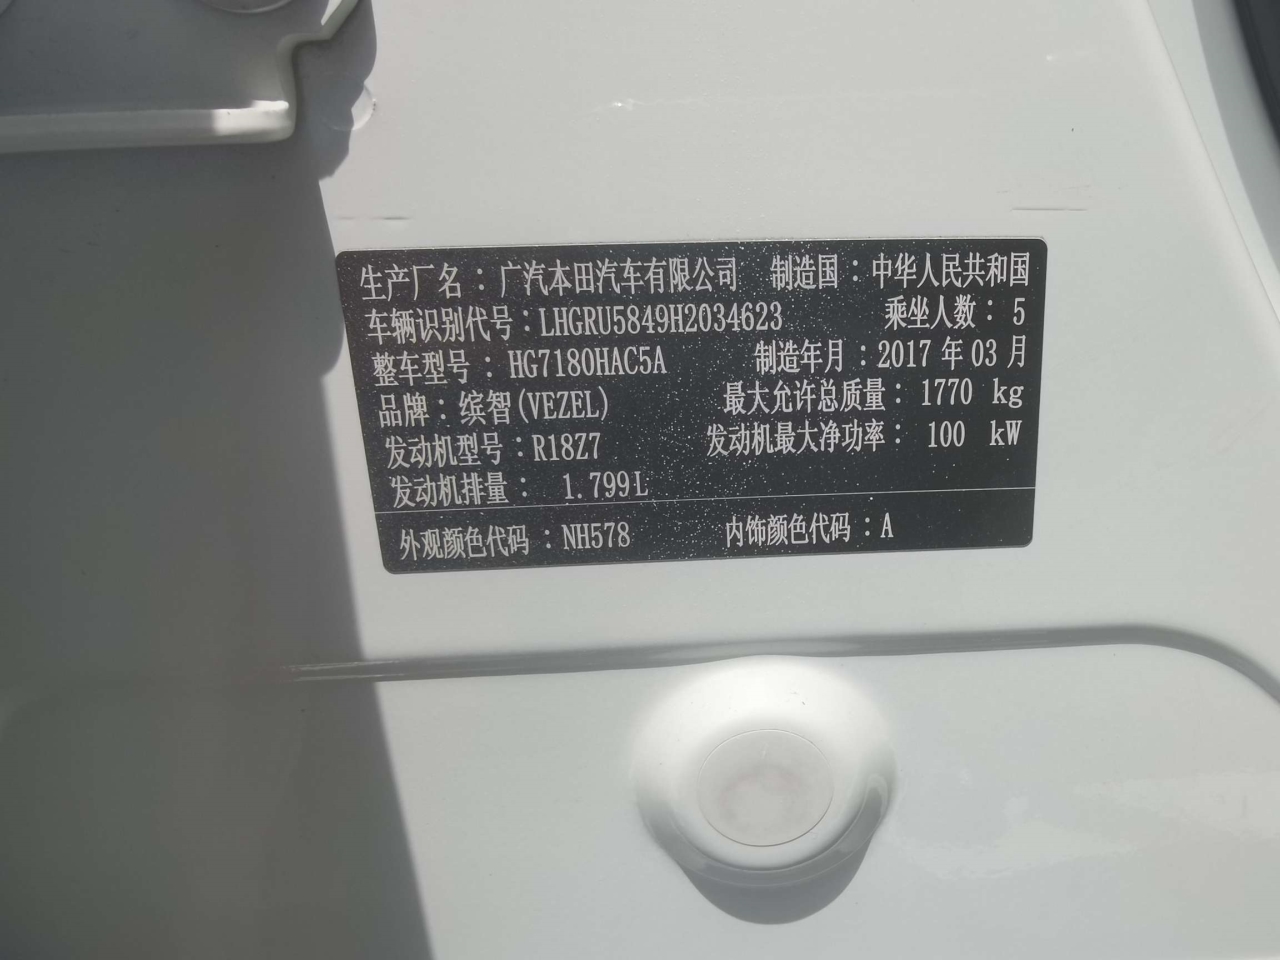 生产厂名：广汽本田汽车有限公司 制造国：中华人民共和国
车辆识别代号：LHGRU5849H2034623 乘坐人数：5
整车型号：HG7180HAC5A 制造年月：2017年03月
品牌：缤智(VEZEL) 最大允许总质量：1770 kg
发动机型号：R18Z7 发动机最大净功率：100 kW
发动机排量：1.799L
外观颜色代码：NH578 内饰颜色代码：A